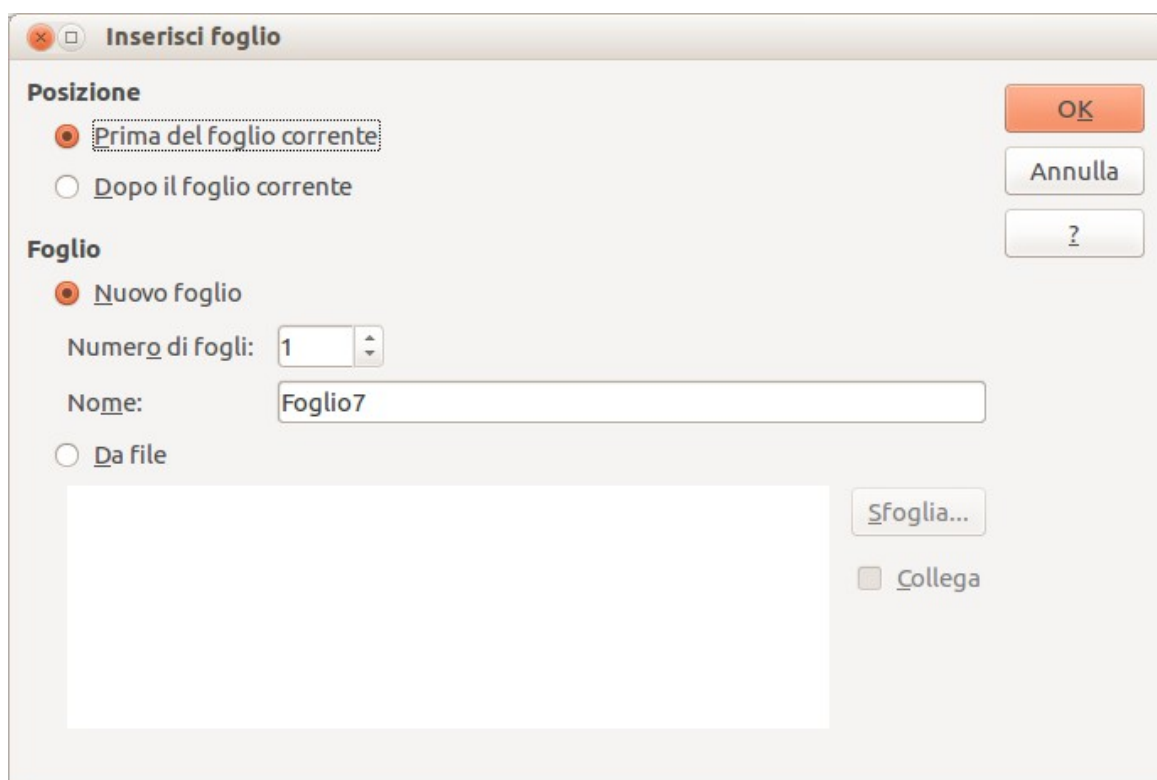 Inserisci foglio
Posizione
Prima del foglio corrente
Dopo il foglio corrente
OK
Annulla
?
Foglio
Nuovo foglio
Numero di fogli: 1
Nome: Foglio7
Da file
Sfoglia...
Collega